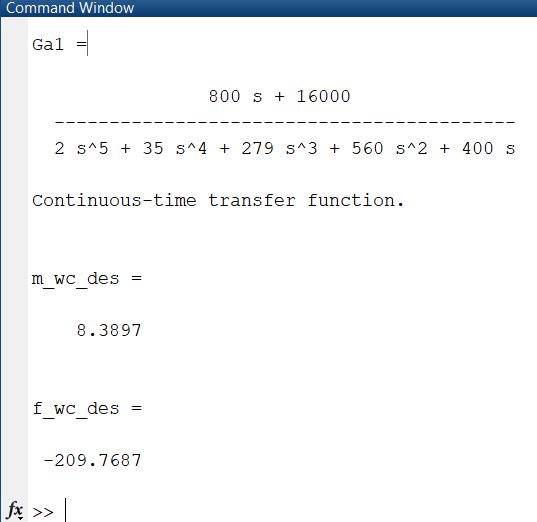 Command Window
Ga1 =
800 s + 16000
-------------------------------------------
2 s^5 + 35 s^4 + 279 s^3 + 560 s^2 + 400 s
Continuous-time transfer function.
m_wc_des =
8.3897
f_wc_des =
-209.7687
fx >>